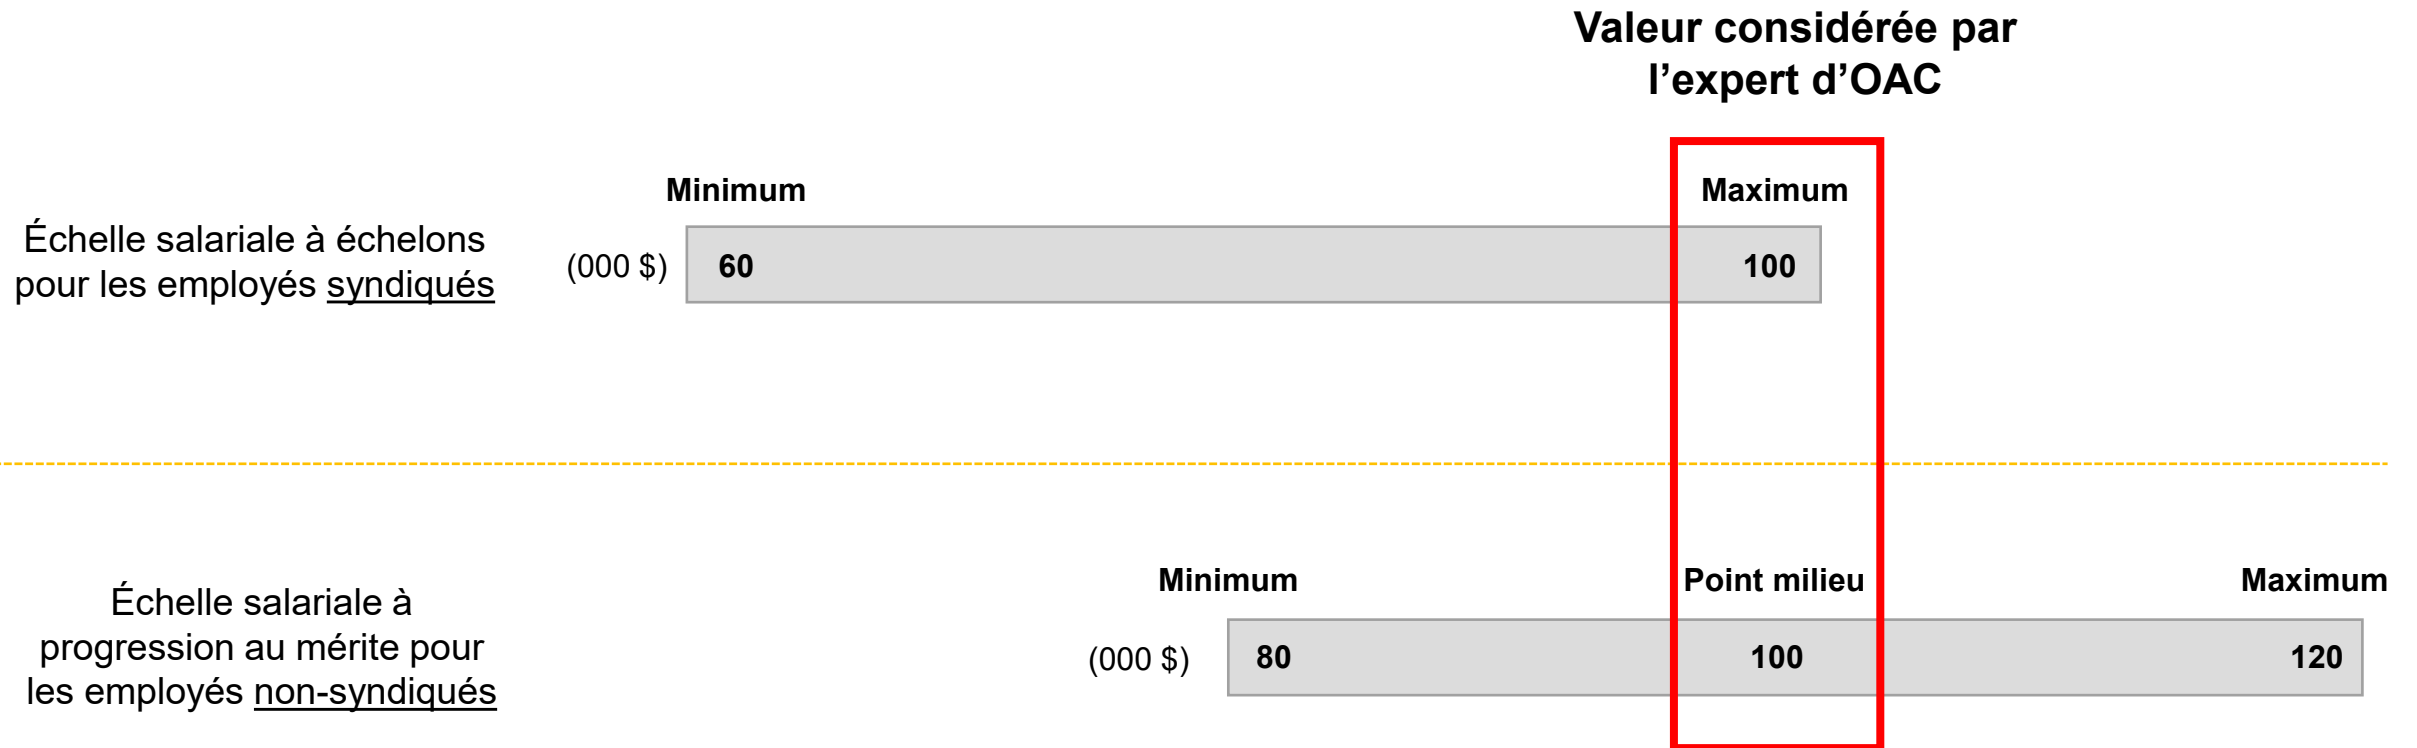 Valeur considérée par
l’expert d’OAC
Minimum
Maximum
Échelle salariale à échelons
pour les employés syndiqués
(000 $)
60
100
Minimum
Point milieu
Maximum
Échelle salariale à
progression au mérite pour
les employés non-syndiqués
(000 $)
80
100
120